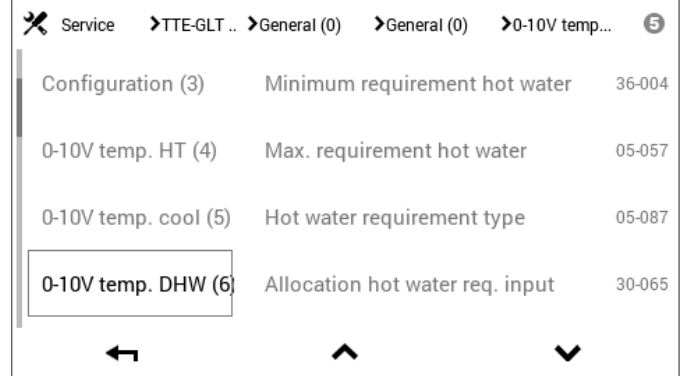 Service >TTE-GLT .. >General (0) >General (0) >0-10V temp... 5
Configuration (3) Minimum requirement hot water 36-004
0-10V temp. HT (4) Max. requirement hot water 05-057
0-10V temp. cool (5) Hot water requirement type 05-087
0-10V temp. DHW (6) Allocation hot water req. input 30-065